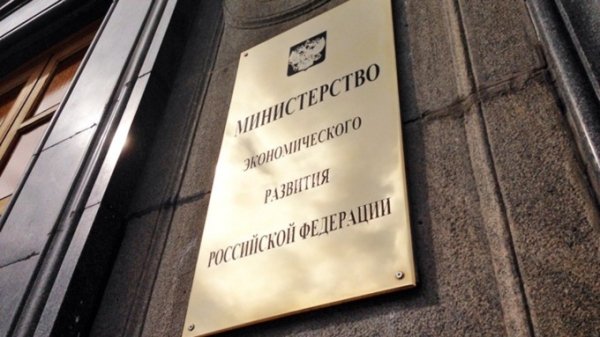 МИНИСТЕРСТВО
ЭКОНОМИЧЕСКОГО
РАЗВИТИЯ
РОССИЙСКОЙ ФЕДЕРАЦИИ